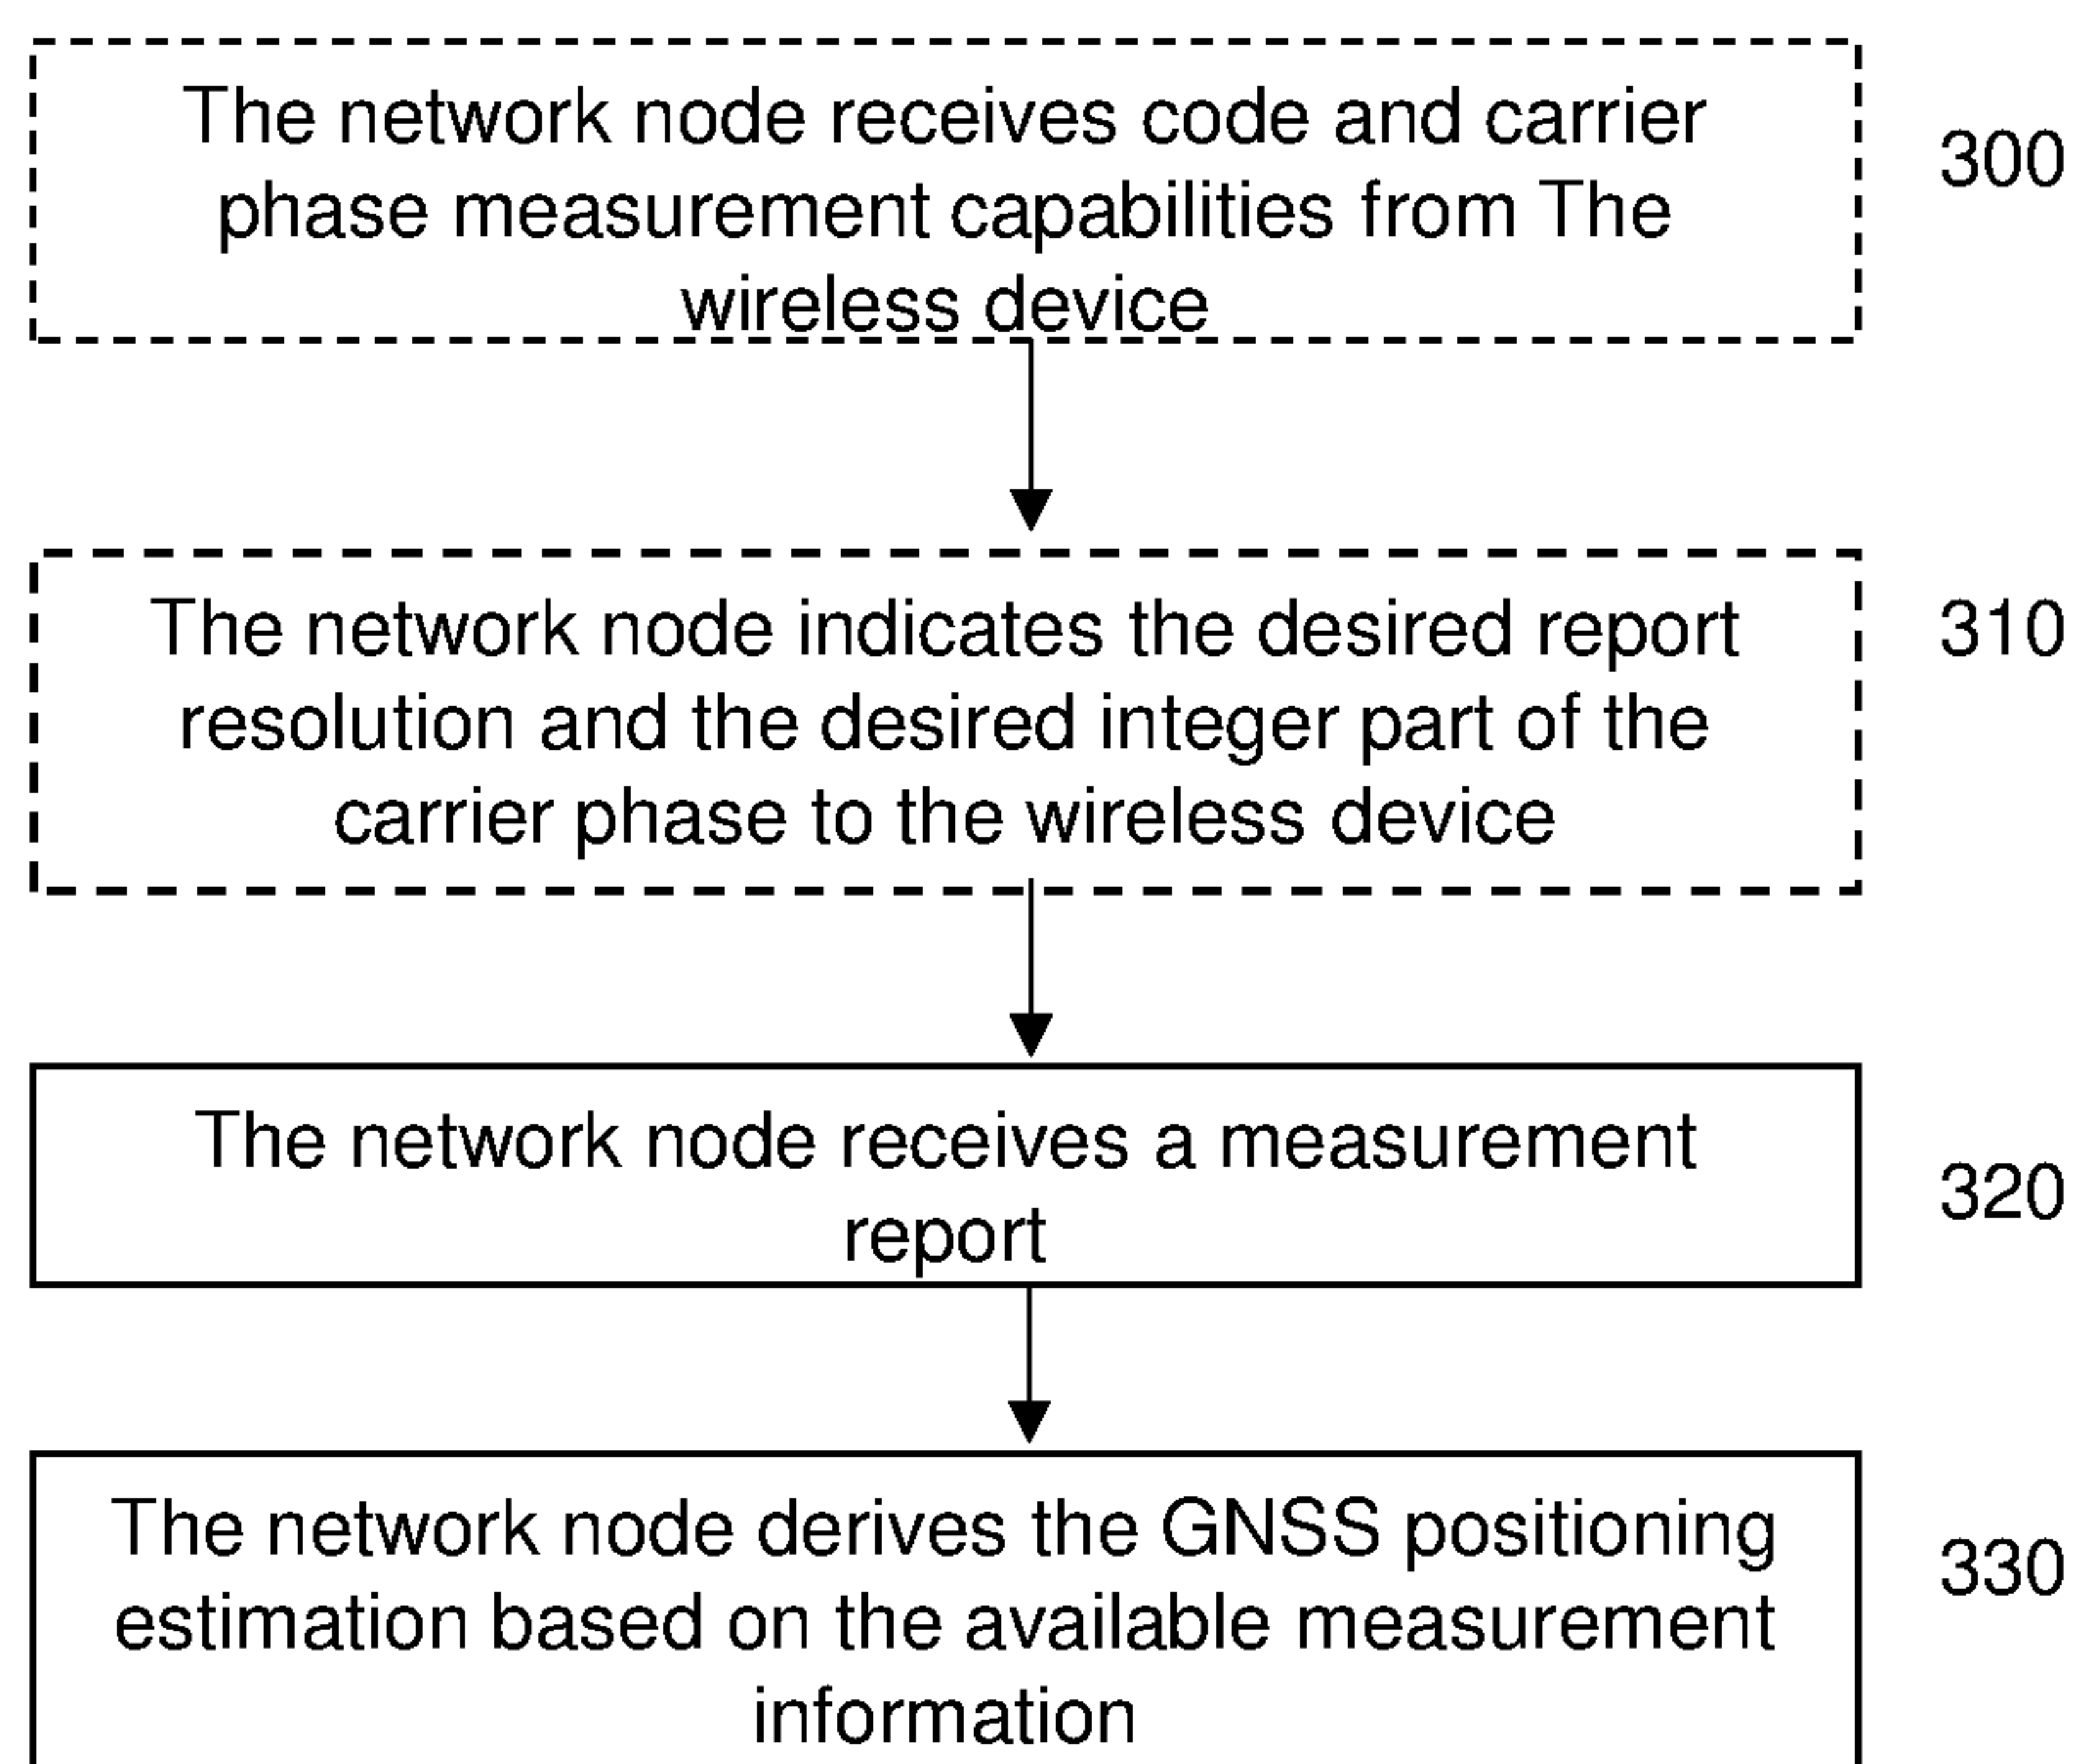 The network node receives code and carrier
phase measurement capabilities from The
wireless device
300
The network node indicates the desired report
resolution and the desired integer part of the
carrier phase to the wireless device
310
The network node receives a measurement
report
320
The network node derives the GNSS positioning
estimation based on the available measurement
information
330